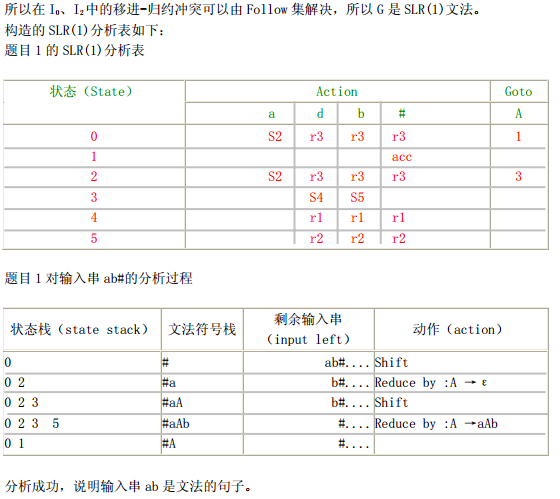 所以在 I₀、I₂中的移进-归约冲突可以由 Follow 集解决，所以 G 是 SLR(1)文法。
构造的 SLR(1)分析表如下：
题目 1 的 SLR(1)分析表
状态（State） Action Goto
a d b # A
0 S2 r3 r3 r3 1
1 acc
2 S2 r3 r3 r3 3
3 S4 S5
4 r1 r1 r1
5 r2 r2 r2
题目 1 对输入串 ab#的分析过程
状态栈（state stack） 文法符号栈 剩余输入串（input left） 动作（action）
0 # ab#.... Shift
0 2 #a b#.... Reduce by :A →ε
0 2 3 #aA b#.... Shift
0 2 3 5 #aAb #.... Reduce by :A →aAb
0 1 #A #....
分析成功，说明输入串 ab 是文法的句子。